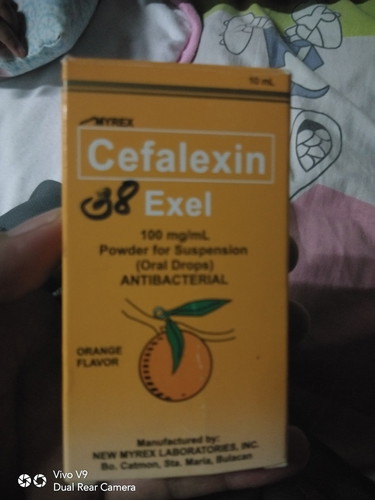 10 mL
MYREX
Cefalexin
38 Exel
100 mg/mL
Powder for Suspension
(Oral Drops)
ANTIBACTERIAL
ORANGE
FLAVOR
Manufactured by:
NEW MYREX LABORATORIES, INC.
Bo. Catmon, Sta. Maria, Bulacan
Vivo V9
Dual Rear Camera